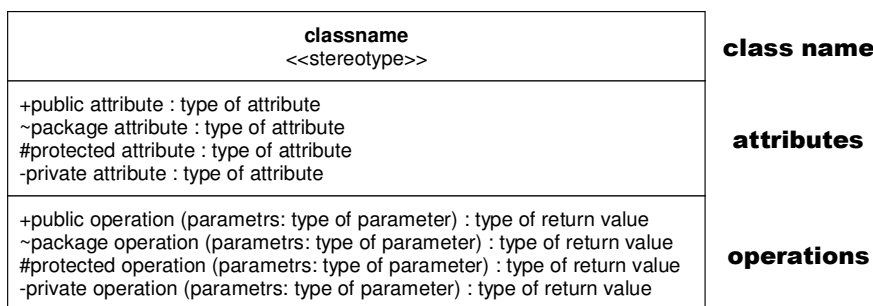 classname
<<stereotype>>
class name
+public attribute : type of attribute
~package attribute : type of attribute
#protected attribute : type of attribute
-private attribute : type of attribute
attributes
+public operation (parametrs: type of parameter) : type of return value
~package operation (parametrs: type of parameter) : type of return value
#protected operation (parametrs: type of parameter) : type of return value
-private operation (parametrs: type of parameter) : type of return value
operations